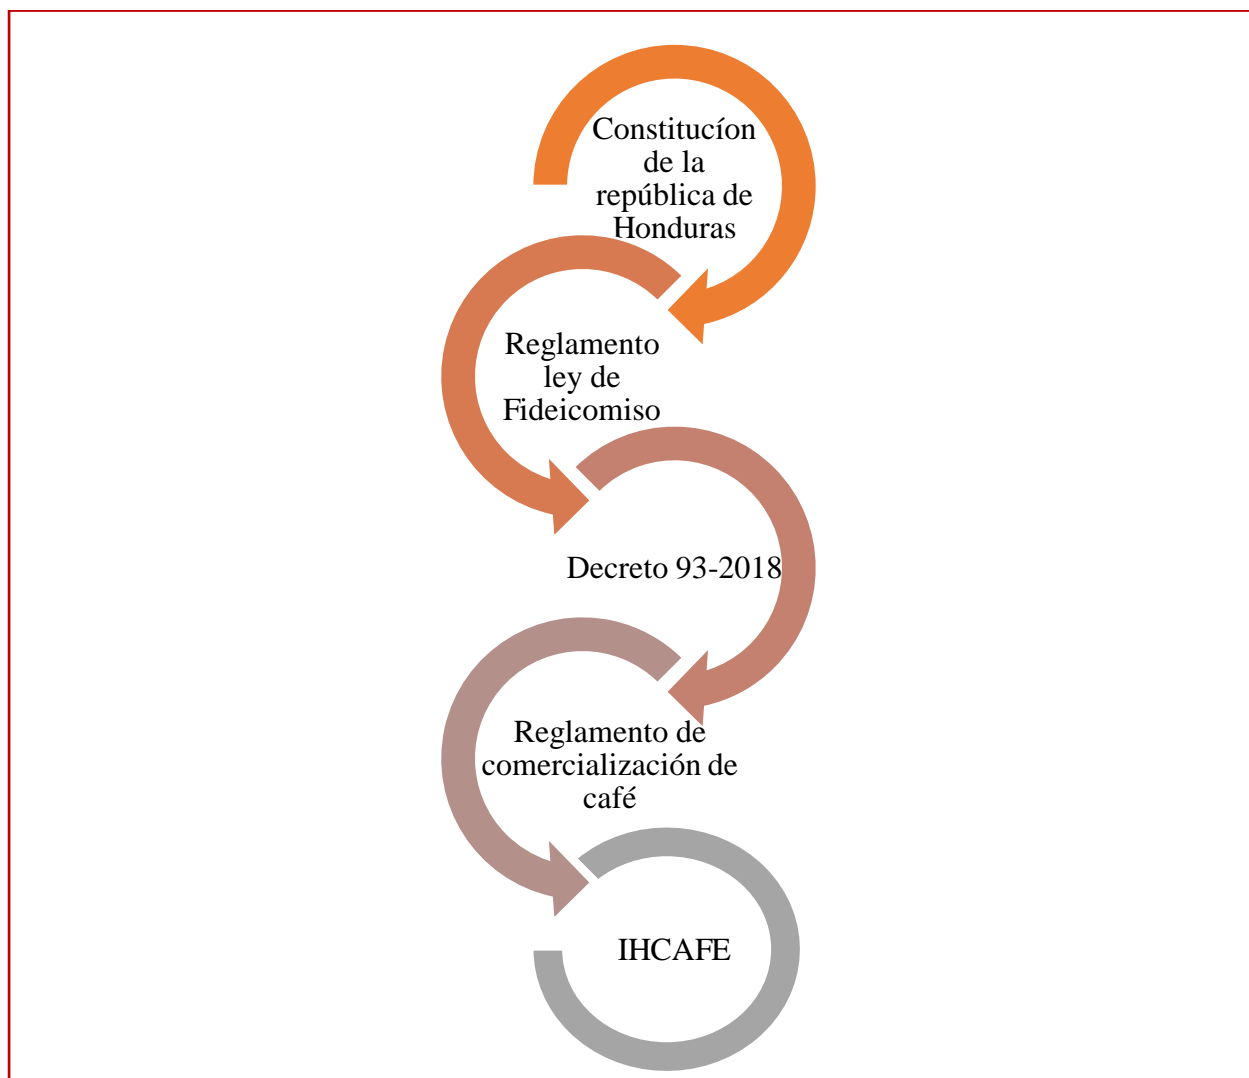 Constitucíon
de la
república de
Honduras
Reglamento
ley de
Fideicomiso
Decreto 93-2018
Reglamento de
comercialización de
café
IHCAFE